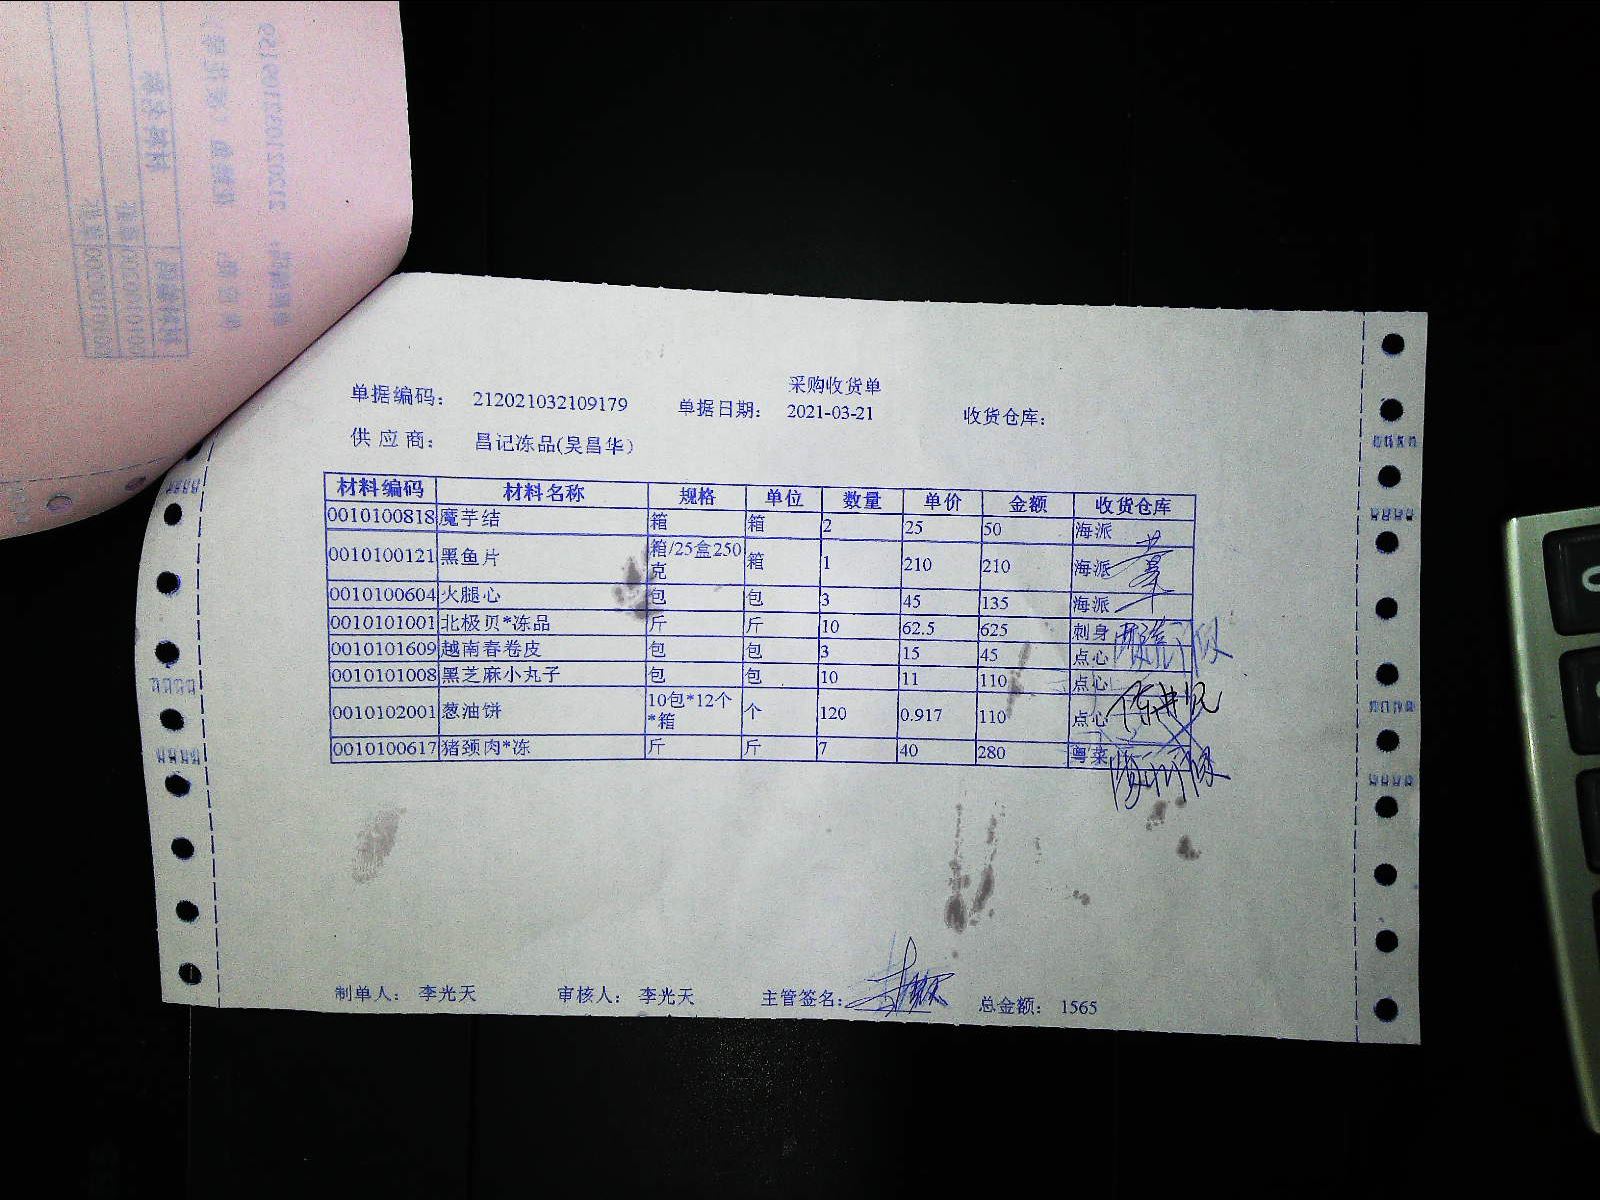 采购收货单
单据编码： 212021032109179 单据日期： 2021-03-21 收货仓库：
供 应 商： 昌记冻品(吴昌华)
材料编码 材料名称 规格 单位 数量 单价 金额 收货仓库
0010100818 魔芋结 箱 箱 2 25 50 海派
0010100121 黑鱼片 箱/25盒250克 箱 1 210 210 海派
0010100604 火腿心 包 包 3 45 135 海派
0010101001 北极贝*冻品 斤 斤 10 62.5 625 刺身
0010101609 越南春卷皮 包 包 3 15 45 点心
0010101008 黑芝麻小丸子 包 包 10 11 110 点心
0010102001 葱油饼 10包*12个*箱 个 120 0.917 110 点心
0010100617 猪颈肉*冻 斤 斤 7 40 280 粤菜
制单人： 李光天 审核人： 李光天 主管签名： 总金额： 1565